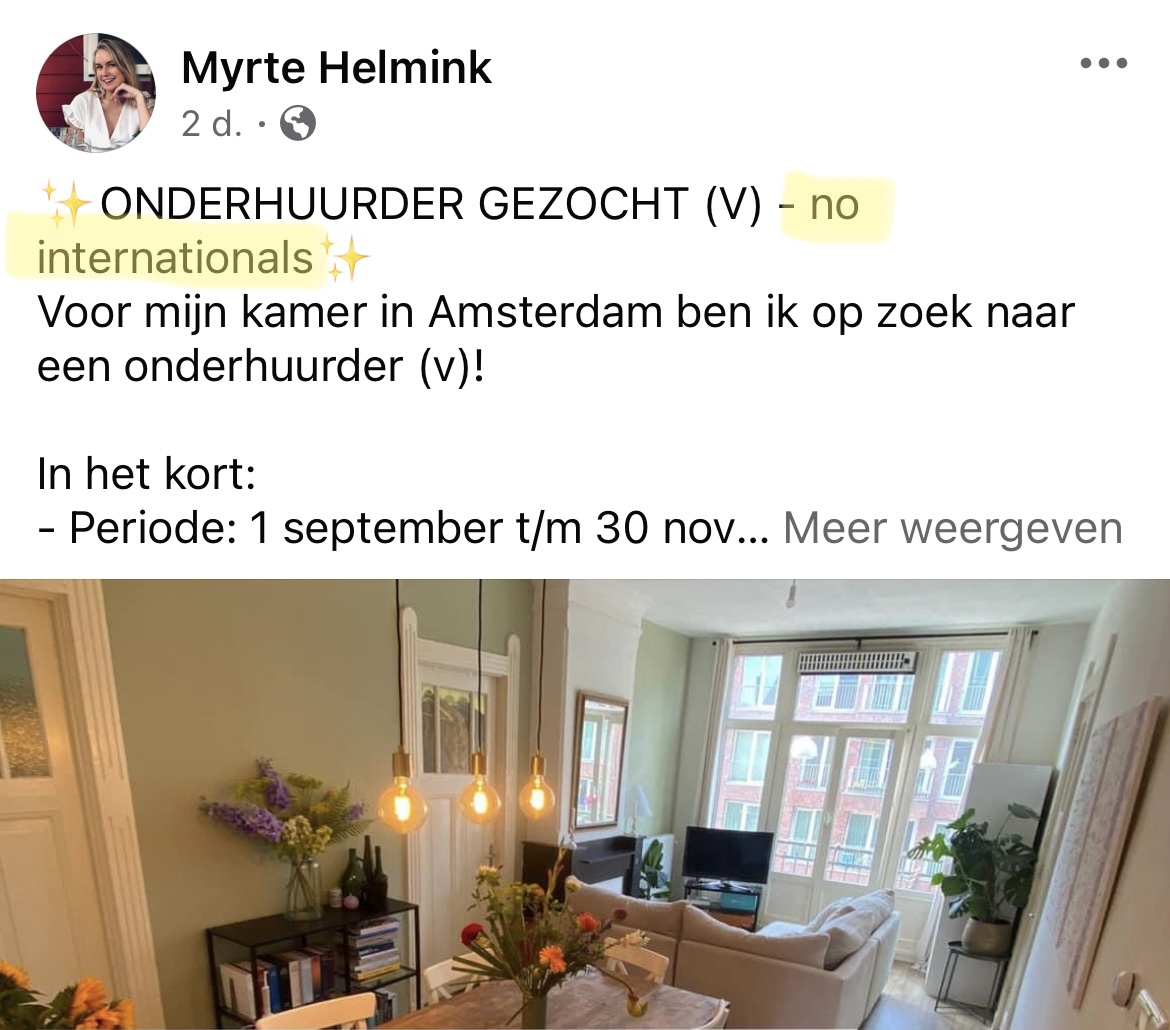 Myrte Helmink
2 d. ·
✨ONDERHUURDER GEZOCHT (V) - no
internationals✨
Voor mijn kamer in Amsterdam ben ik op zoek naar
een onderhuurder (v)!
In het kort:
- Periode: 1 september t/m 30 nov... Meer weergeven